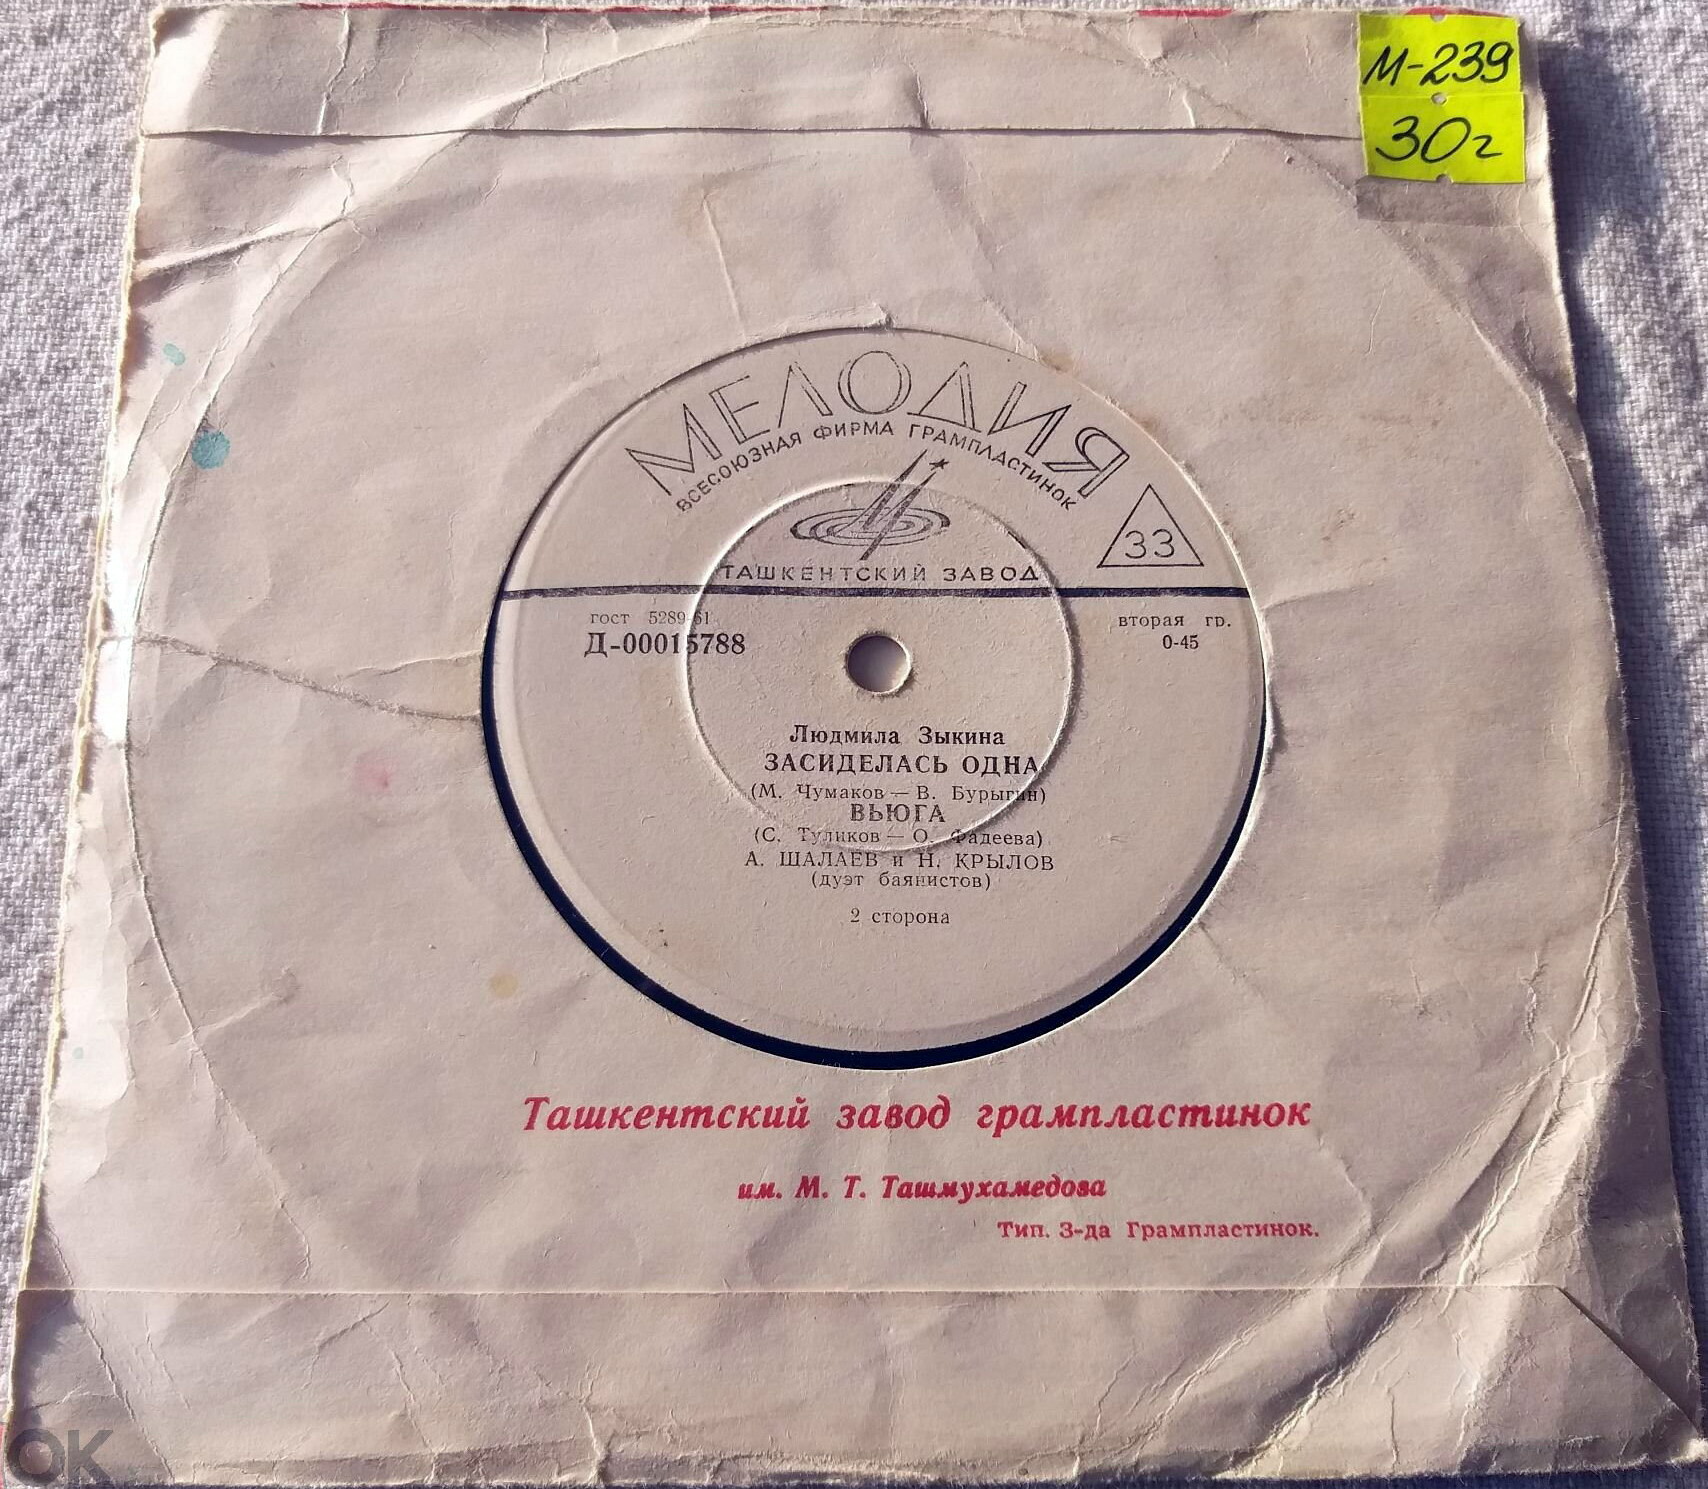 М-239
30г
МЕЛОДИЯ
ВСЕСОЮЗНАЯ ФИРМА ГРАМПЛАСТИНОК
33
ТАШКЕНТСКИЙ ЗАВОД
ГОСТ 5289-61
вторая гр.
Д-00015788
0-45
Людмила Зыкина
ЗАСИДЕЛАСЬ ОДНА
(М. Чумаков — В. Бурыгин)
ВЬЮГА
(С. Туликов — О. Фадеева)
А. ШАЛАЕВ и Н. КРЫЛОВ
(дуэт баянистов)
2 сторона
Ташкентский завод грампластинок
им. М. Т. Ташмухамедова
Тип. З-да Грампластинок.
OK